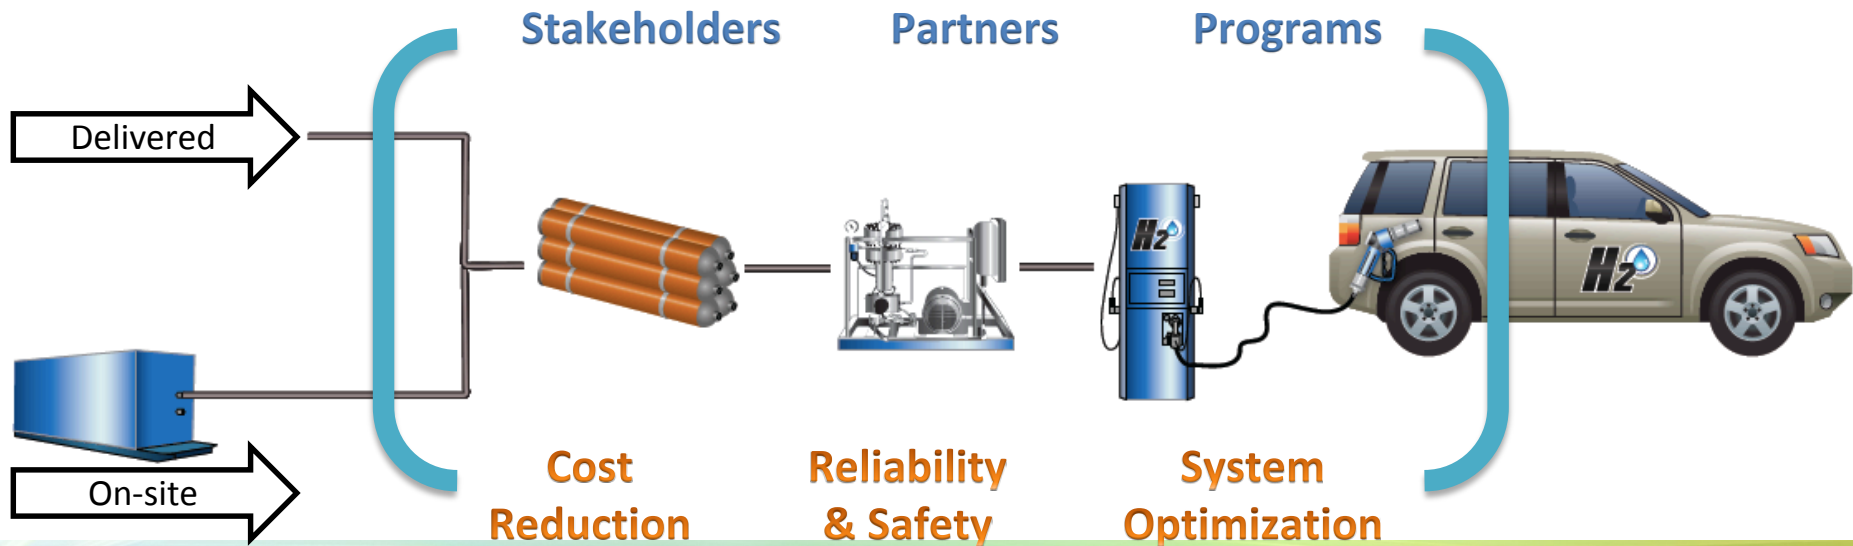 Stakeholders Partners Programs
Delivered
H2
H2
On-site
Cost Reduction
Reliability & Safety
System Optimization